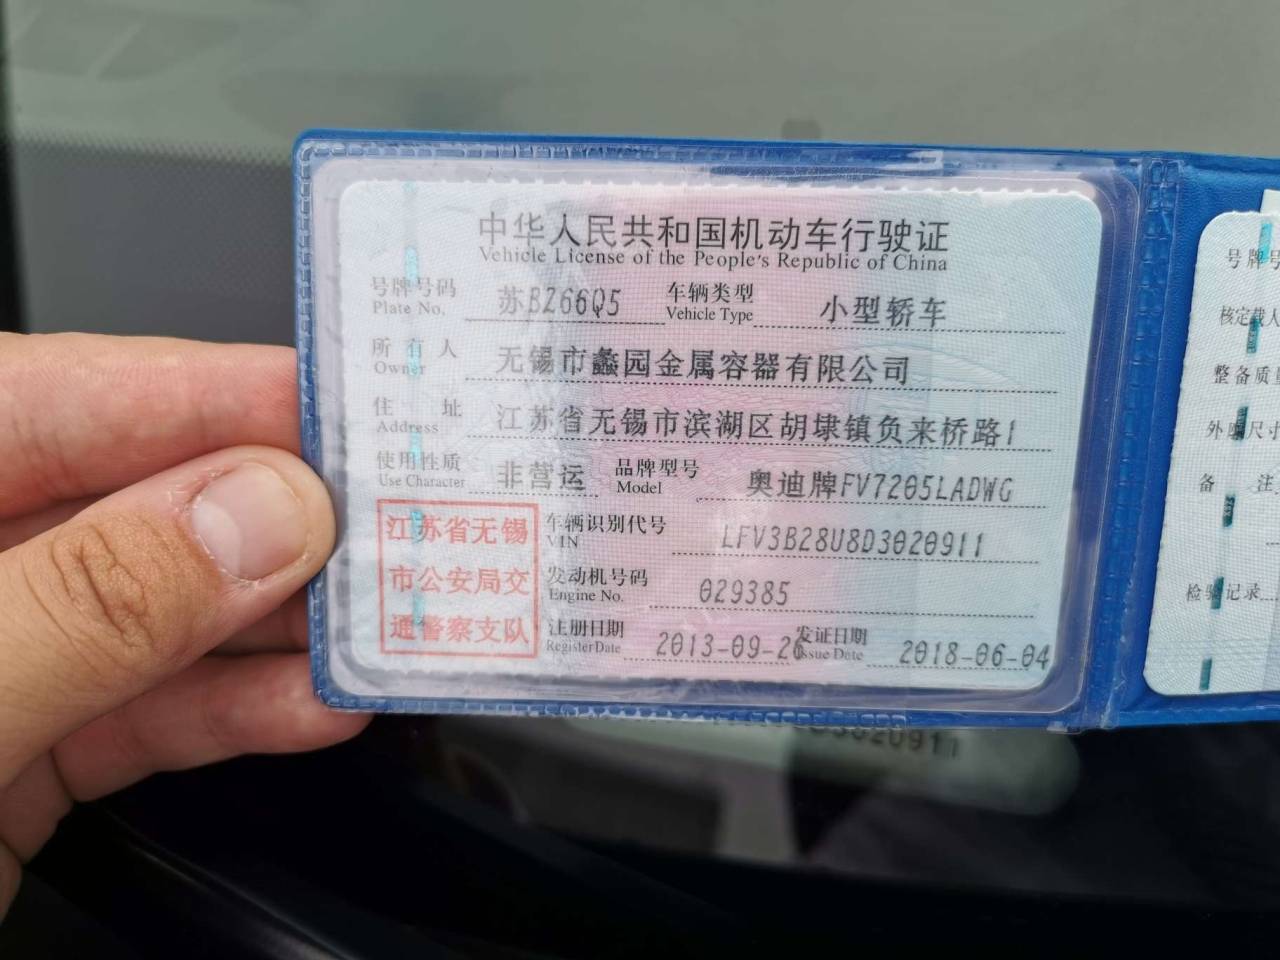 中华人民共和国机动车行驶证
Vehicle License of the People's Republic of China
号牌号码 苏BZ66Q5 车辆类型 小型轿车
Plate No. Vehicle Type
所有人 无锡市蠡园金属容器有限公司
Owner
住址 江苏省无锡市滨湖区胡埭镇负来桥路1
Address
使用性质 非营运 品牌型号 奥迪牌FV7205LADWG
Use Character Model
江苏省无锡
市公安局交
通警察支队
车辆识别代号 LFV3B28U8D3020911
VIN
发动机号码 029385
Engine No.
注册日期 2013-09-26 发证日期 2018-06-04
Register Date Issue Date
号牌号
核定载人
整备质量
外廓尺寸
备 注
检验记录
3020911